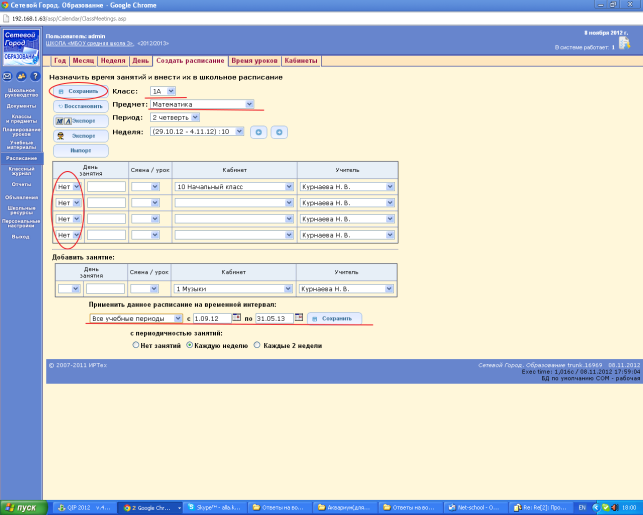 Сетевой Город. Образование - Google Chrome
192.168.1.63/asp/Calendar/ClassMeetings.asp
Сетевой Город ОБРАЗОВАНИЕ
Пользователь: admin
ШКОЛА <МБОУ средняя школа 2>, <2012/2013>
8 ноября 2012 г.
В системе работает: 1
Год Месяц Неделя День Создать расписание Время уроков Кабинеты
Школьное руководство
Документы
Классы и предметы
Планирование уроков
Учебные материалы
Расписание
Классный журнал
Отчеты
Объявления
Школьные ресурсы
Персональные настройки
Выход
Назначить время занятий и внести их в школьное расписание
Сохранить Класс: 1А
Восстановить Предмет: Математика
Экспорт Период: 2 четверть
Экспорт Неделя: (29.10.12 - 4.11.12) :10
Импорт
День занятия Смена / урок Кабинет Учитель
Нет 10 Начальный класс Курнаева Н. В.
Нет Курнаева Н. В.
Нет Курнаева Н. В.
Нет Курнаева Н. В.
Добавить занятие:
День занятия Смена / урок Кабинет Учитель
1 Музыки Курнаева Н. В.
Применить данное расписание на временной интервал:
Все учебные периоды с 1.09.12 по 31.05.13 Сохранить
с периодичностью занятий:
Нет занятий Каждую неделю Каждые 2 недели
© 2007-2011 ИРТех
Сетевой Город. Образование trunk:16969 08.11.2012
Exec time: 1,016c / 08.11.2012 17:59:04
БД по умолчанию COM - рабочая
пуск QIP 2012 v.4... 2 Google Chr... Skype™ - alla.k... Ответы на во... Аквариум(для... Ответы на во... Net-school - O... Re: Re[2]: Про... EN 18:00